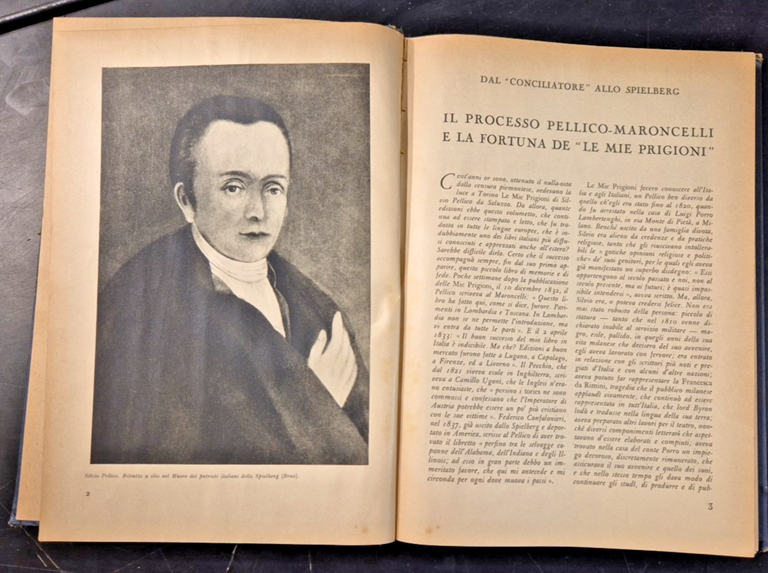 Silvio Pellico. Ritratto a olio nel Museo dei patrioti italiani dello Spielberg (Brno).
2
DAL "CONCILIATORE" ALLO SPIELBERG
IL PROCESSO PELLICO-MARONCELLI
E LA FORTUNA DE "LE MIE PRIGIONI"
Cent'anni or sono, ottenuto il nulla-osta
dalla censura piemontese, vedevano la
luce a Torino Le Mie Prigioni di Sil-
vio Pellico da Saluzzo. Da allora, quante
edizioni ebbe questo volumetto, che conti-
nua ad essere stampato e letto, che fu tra-
dotto in tutte le lingue europee, che è in-
dubbiamente uno dei libri italiani più diffu-
si conosciuti e apprezzati anche all'estero?
Sarebbe difficile dirlo. Certo che il successo
accompagnò sempre, fin dal suo primo ap-
parire, questo piccolo libro di memorie e di
fede. Poche settimane dopo la pubblicazione
delle Mie Prigioni, il 10 dicembre 1832, il
Pellico scriveva al Maroncelli: « Questo li-
bro ha fatto qui, come si dice, furore. Pari-
menti in Lombardia e Toscana. In Lombar-
dia non se ne permette l'introduzione, ma
vi entra da tutte le parti ». E il 2 aprile
1833: « Il buon successo del mio libro in
Italia è indicibile. Ma che? Edizioni a buon
mercato furono fatte a Lugano, a Capolago,
a Firenze, ed a Livorno ». Il Pecchio, che
dal 1821 viveva esule in Inghilterra, scri-
veva a Camillo Ugoni, che le Inglesi n'era-
no entusiaste, che « persino i tories ne sono
commossi e confessano che l'Imperatore di
Austria potrebbe essere un po' più cristiano
con le sue vittime ». Federico Confalonieri,
nel 1837, già uscito dallo Spielberg e depor-
tato in America, scrisse al Pellico di aver tro-
vato il libretto « perfino tra le selvagge ca-
panne dell'Alabama, dell'Indiana e degli Il-
linosi; ad esso in gran parte debbo un im-
meritato favore, che qui mi antecede e mi
circonda per ogni dove muova i passi ».
Le Mie Prigioni fecero conoscere all'Ita-
lia e agli Italiani, un Pellico ben diverso da
quello ch'egli era stato fino al 1820, quan-
do fu arrestato nella casa di Luigi Porro
Lambertenghi, in via Monte di Pietà, a Mi-
lano. Benchè uscito da una famiglia divota,
Silvio era alieno da credenze e da pratiche
religiose, tanto che gli riuscivano intollera-
bili le « gotiche opinioni religiose e politi-
che » de' suoi genitori, per le quali egli aveva
già manifestato un superbo disdegno: « Essi
appartengono al secolo passato e noi, non al
secolo presente, ma ai futuri; è quasi impos-
sibile intendersi », aveva scritto. Ma, allora,
Silvio era, o poteva credersi felice. Non era
mai stato robusto della persona: piccolo di
statura — tanto che nel 1810 venne di-
chiarato inabile al servizio militare — ma-
gro, esile, pallido, in quegli anni della sua
vita milanese che decisero del suo avvenire,
egli aveva lavorato con fervore; era entrato
in relazione con gli scrittori più noti e pre-
giati d'Italia e con alcuni d'altre nazioni;
aveva potuto far rappresentare la Francesca
da Rimini, tragedia che il pubblico milanese
applaudì vivamente, che continuò ad essere
rappresentata in tutt'Italia, che lord Byron
lodò e tradusse nella lingua della sua terra;
aveva preparato altri lavori per il teatro, non-
chè diversi componimenti letterarî che aspet-
tavano d'essere elaborati e compiuti; aveva
trovato nella casa del conte Porro un impie-
go decoroso, discretamente rimunerato, che
assicurava il suo avvenire e quello dei suoi,
e che nello stesso tempo gli dava modo di
continuare gli studî, di produrre e di pub-
3